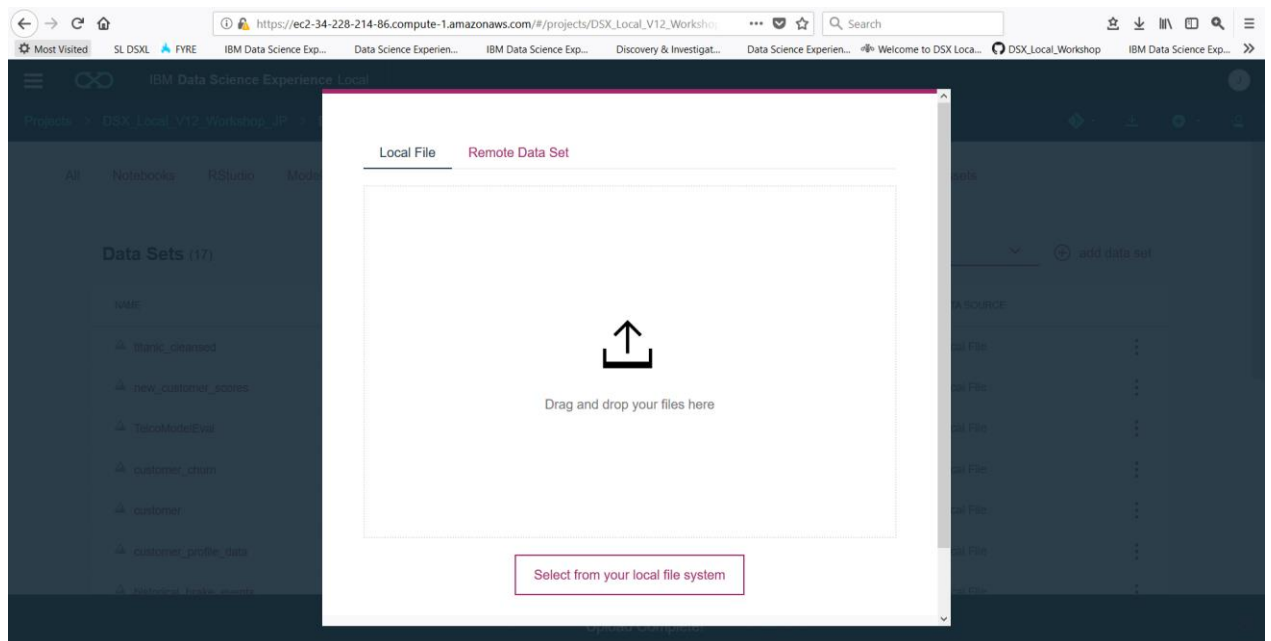 https://ec2-34-228-214-86.compute-1.amazonaws.com/#/projects/DSX_Local_V12_Workshop
Search
Most Visited SL DSXL FYRE IBM Data Science Exp... Data Science Experien... IBM Data Science Exp... Discovery & Investigat... Data Science Experien... Welcome to DSX Loca... DSX_Local_Workshop IBM Data Science Exp...
IBM Data Science Experience Local
Projects > DSX_Local_V12_Workshop_JP >
All Notebooks RStudio Model
Local File Remote Data Set
Data Sets (17) add data set
NAME
titanic_cleansed
new_customer_scores
TelcoModelEval
customer_churn
customer
customer_profile_data
historical_brake_events
Drag and drop your files here
Select from your local file system
Upload Complete!